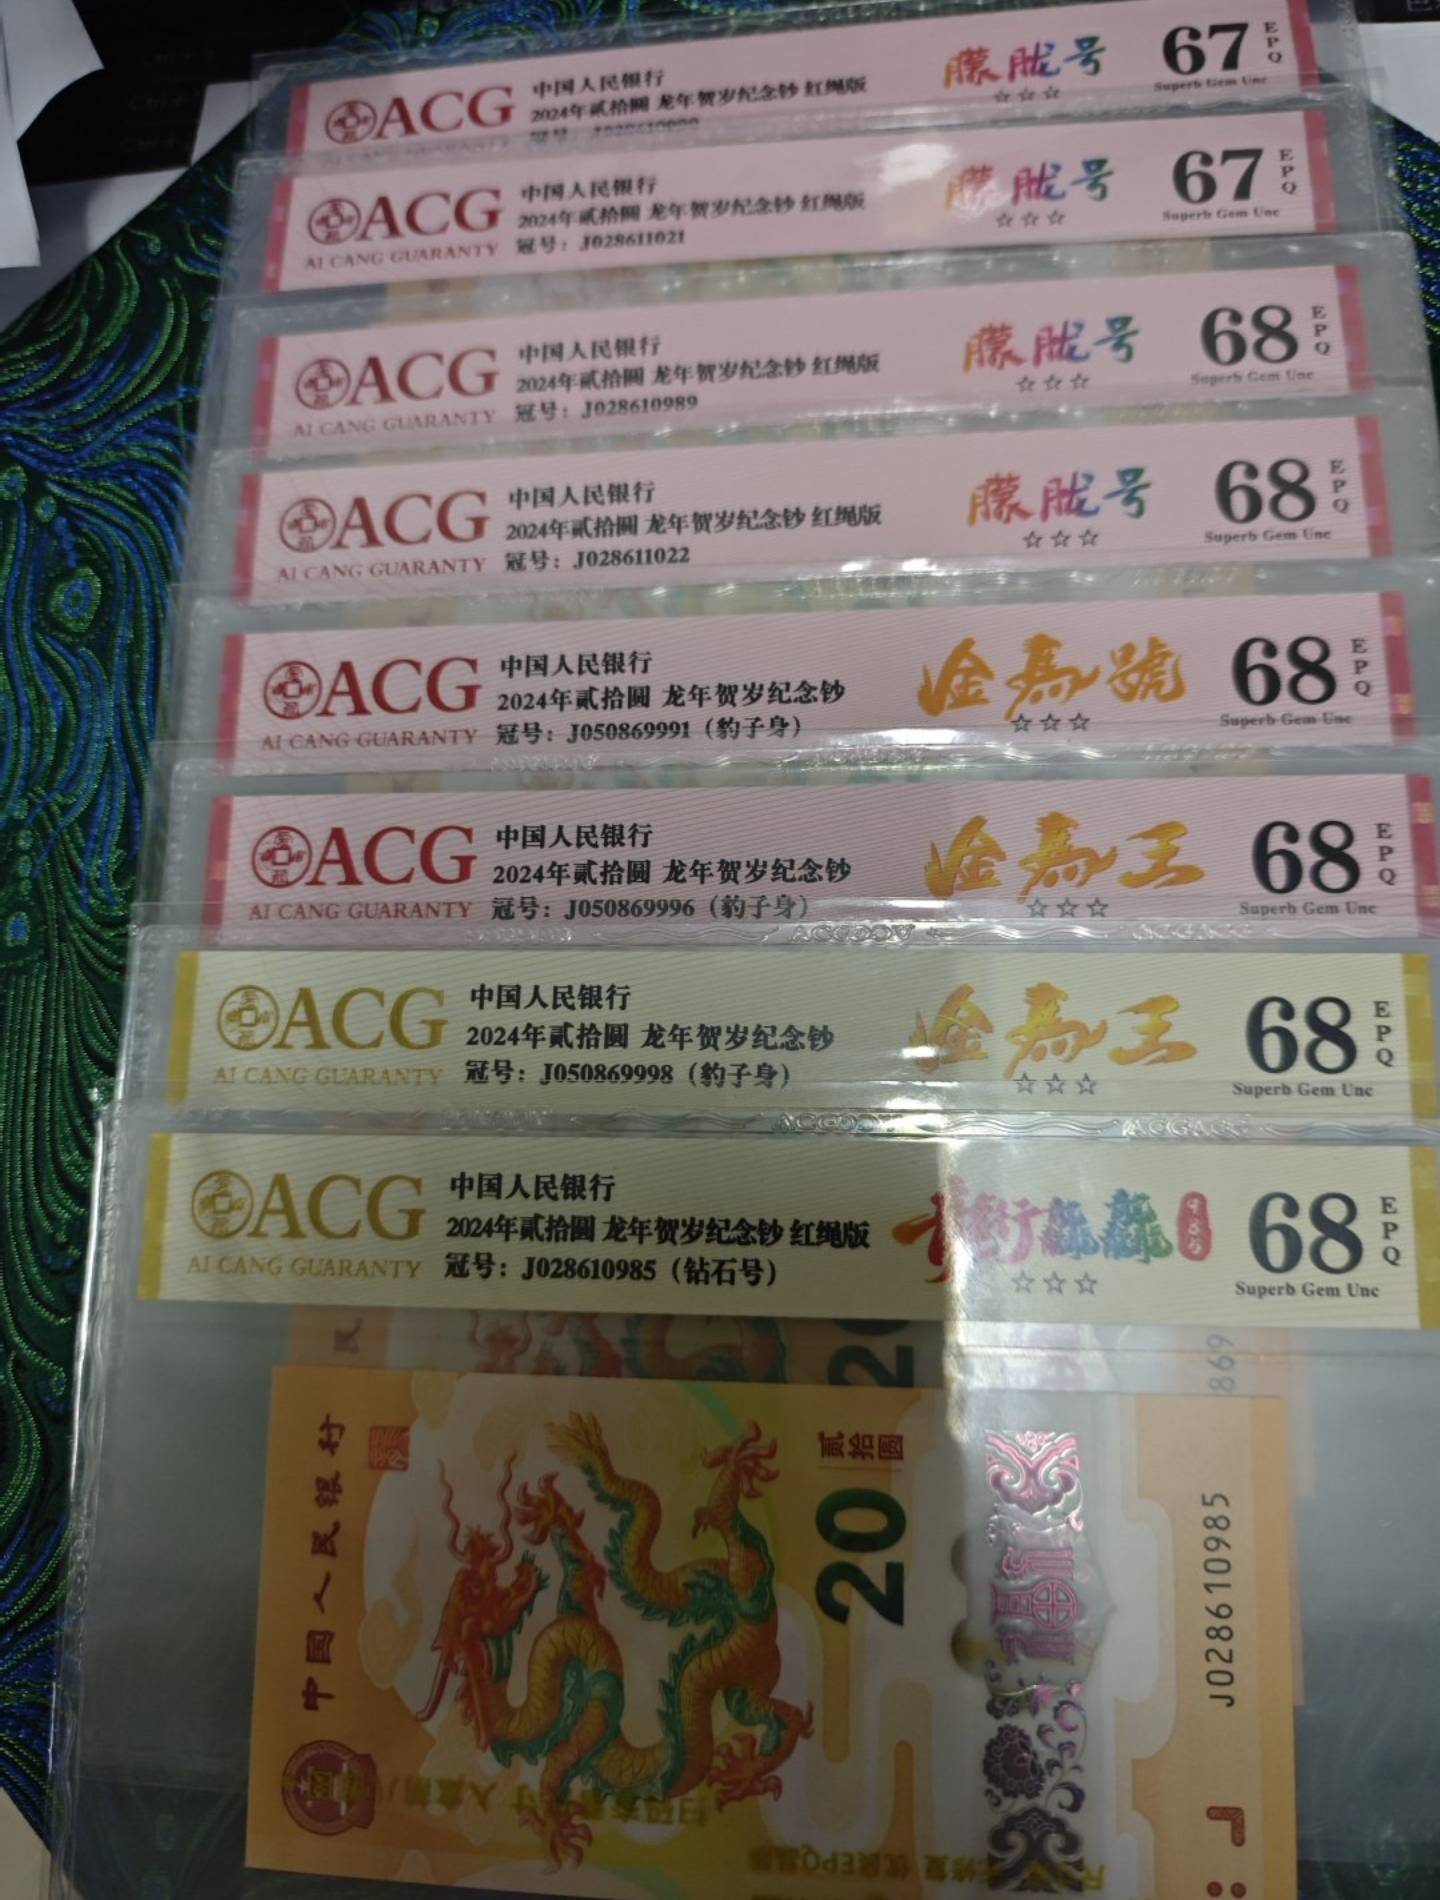 ACG
中国人民银行
2024年贰拾圆 龙年贺岁纪念钞 红绳版
朦胧号
☆☆☆
67
EPQ
Superb Gem Unc
ACG
AI CANG GUARANTY
中国人民银行
2024年贰拾圆 龙年贺岁纪念钞 红绳版
冠号：J028611021
朦胧号
☆☆☆
67
EPQ
Superb Gem Unc
ACG
AI CANG GUARANTY
中国人民银行
2024年贰拾圆 龙年贺岁纪念钞 红绳版
冠号：J028610989
朦胧号
☆☆☆
68
EPQ
Superb Gem Unc
ACG
AI CANG GUARANTY
中国人民银行
2024年贰拾圆 龙年贺岁纪念钞 红绳版
冠号：J028611022
朦胧号
☆☆☆
68
EPQ
Superb Gem Unc
ACG
AI CANG GUARANTY
中国人民银行
2024年贰拾圆 龙年贺岁纪念钞
冠号：J050869991（豹子身）
金馬號
☆☆☆
68
EPQ
Superb Gem Unc
ACG
AI CANG GUARANTY
中国人民银行
2024年贰拾圆 龙年贺岁纪念钞
冠号：J050869996（豹子身）
金馬王
☆☆☆
68
EPQ
Superb Gem Unc
ACG
AI CANG GUARANTY
中国人民银行
2024年贰拾圆 龙年贺岁纪念钞
冠号：J050869998（豹子身）
金馬王
☆☆☆
68
EPQ
Superb Gem Unc
ACG
AI CANG GUARANTY
中国人民银行
2024年贰拾圆 龙年贺岁纪念钞 红绳版
冠号：J028610985（钻石号）
985
☆☆☆
68
EPQ
Superb Gem Unc
869
中国人民银行
贰拾圆
20
J028610985